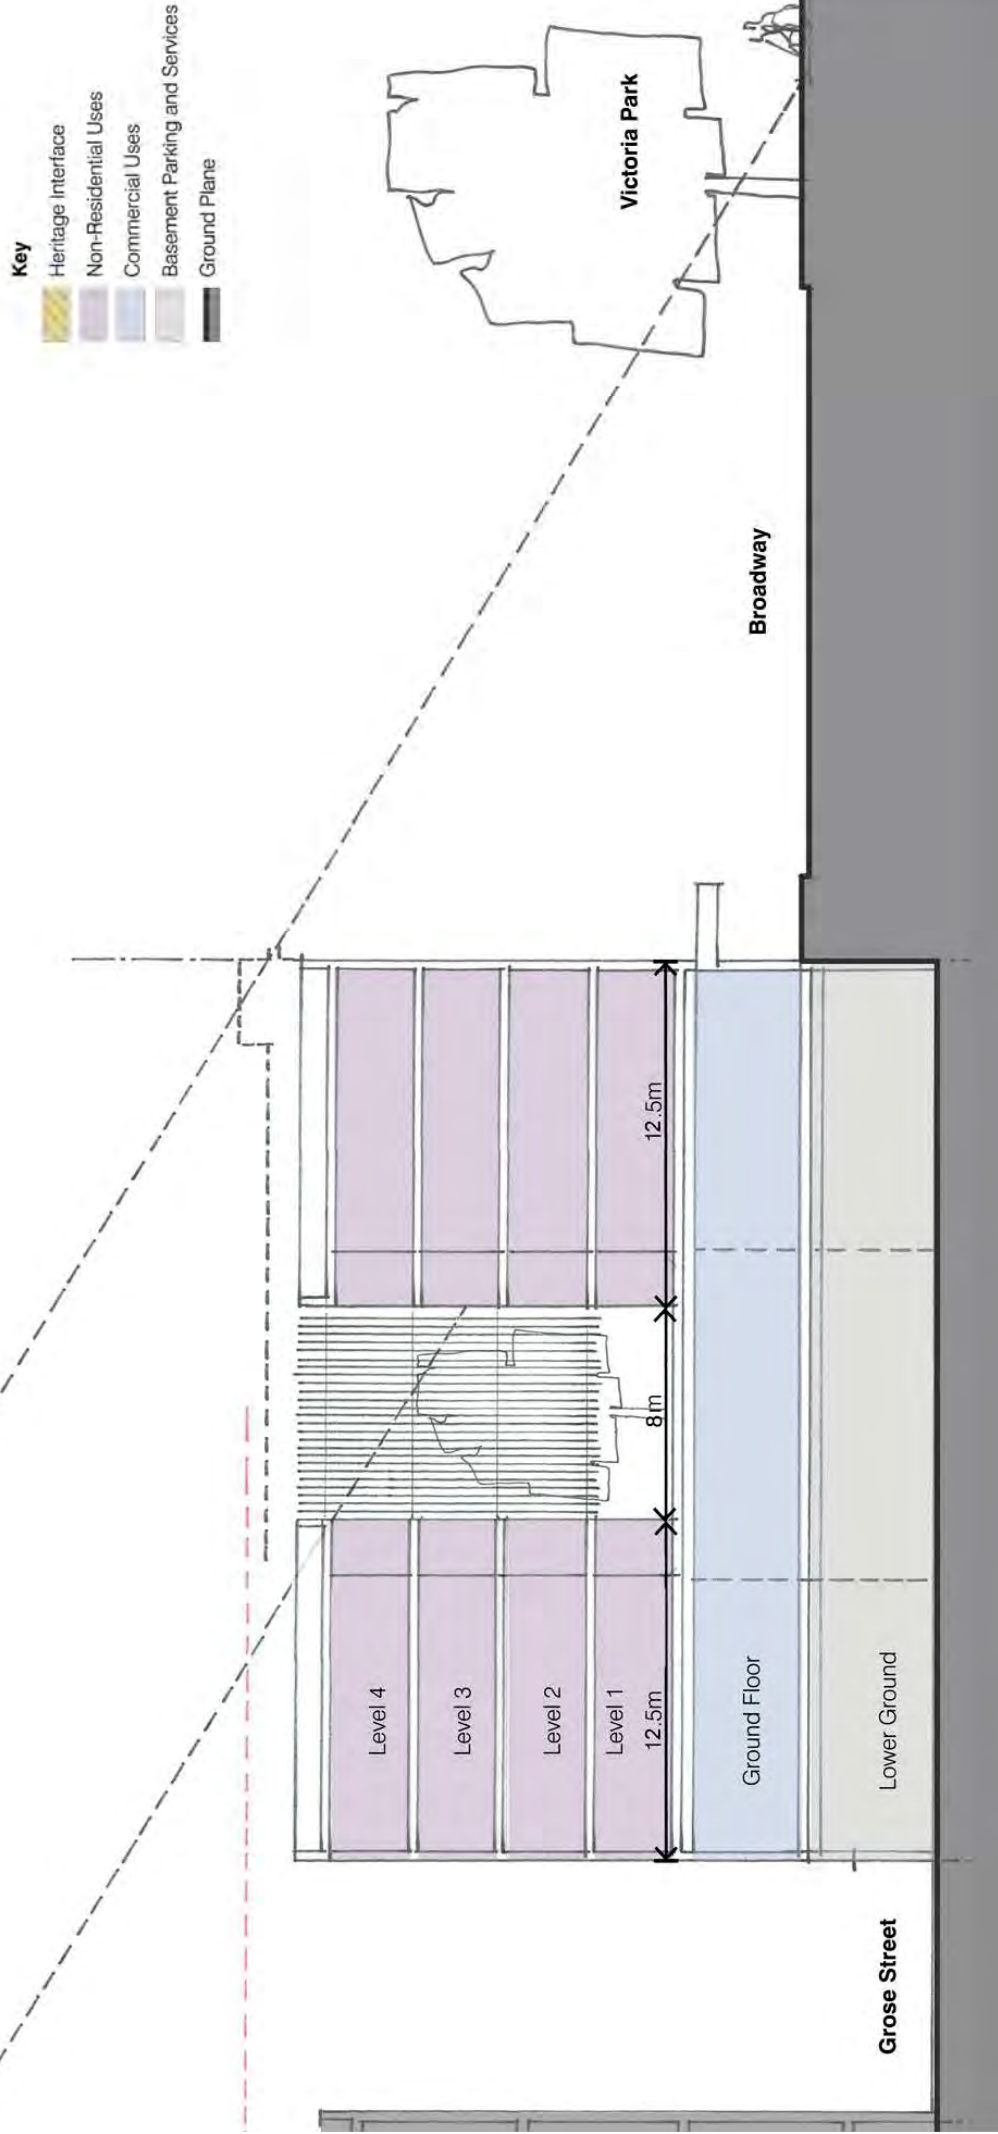 Key
Heritage Interface
Non-Residential Uses
Commercial Uses
Basement Parking and Services
Ground Plane
Victoria Park
Broadway
Level 4
Level 3
Level 2
Level 1
12.5m
8m
12.5m
Ground Floor
Lower Ground
Grose Street